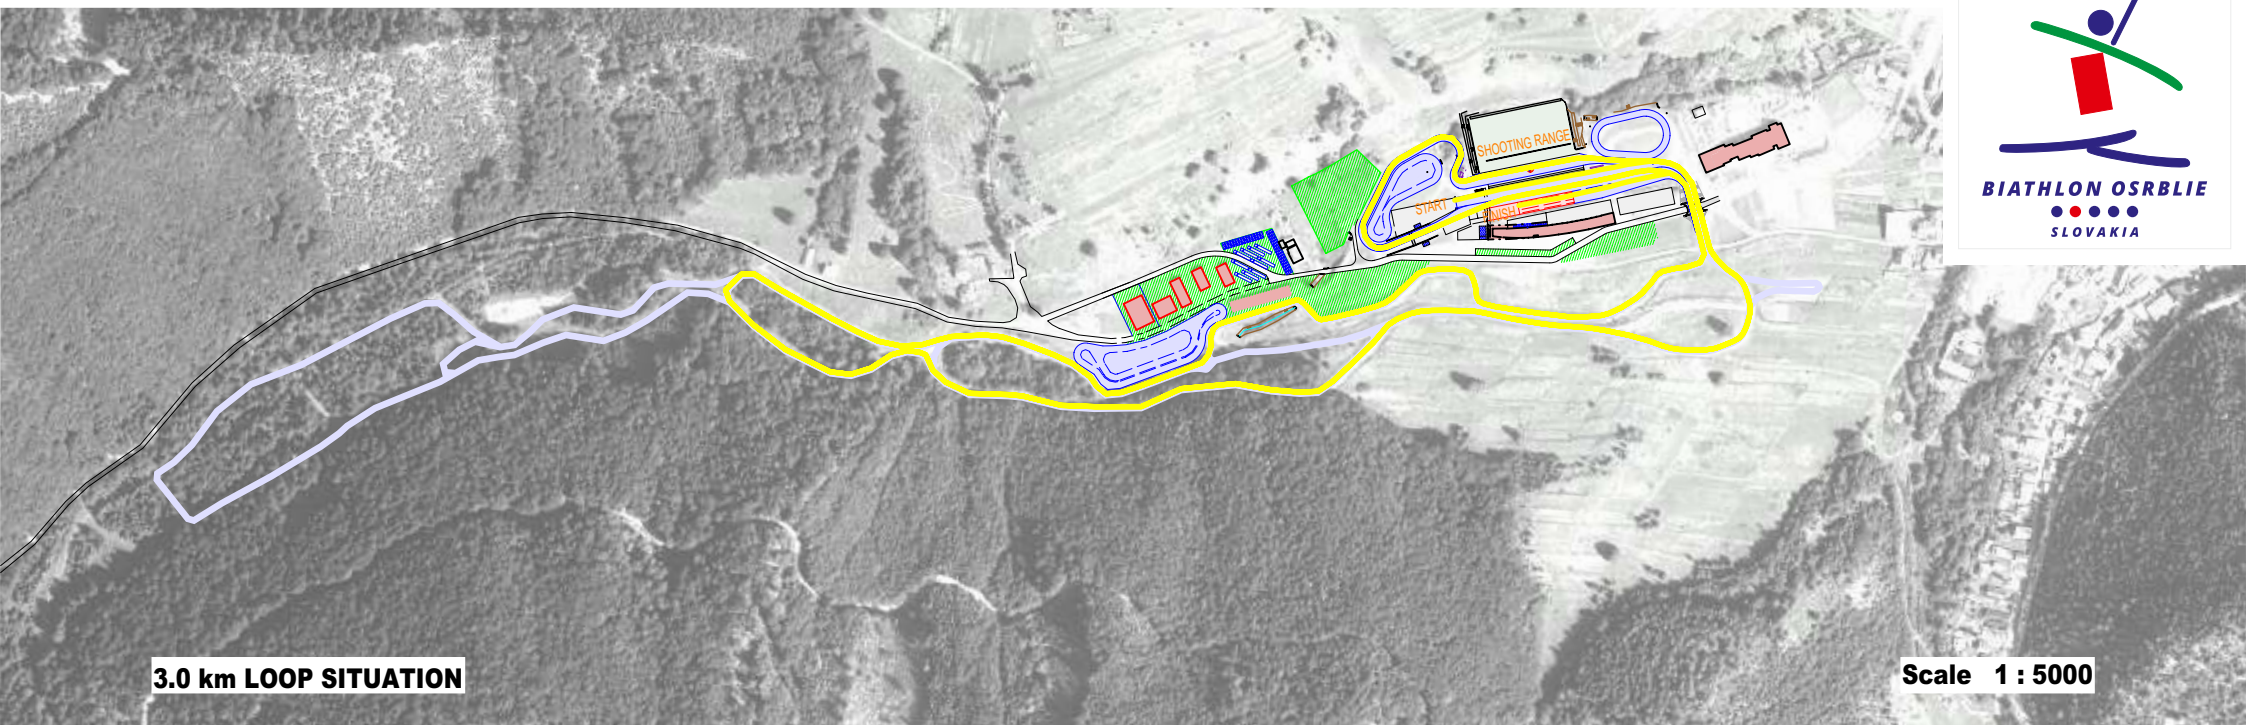 SHOOTING RANGE
START
FINISH
BIATHLON OSRBLIE
SLOVAKIA
3.0 km LOOP SITUATION
Scale 1 : 5000